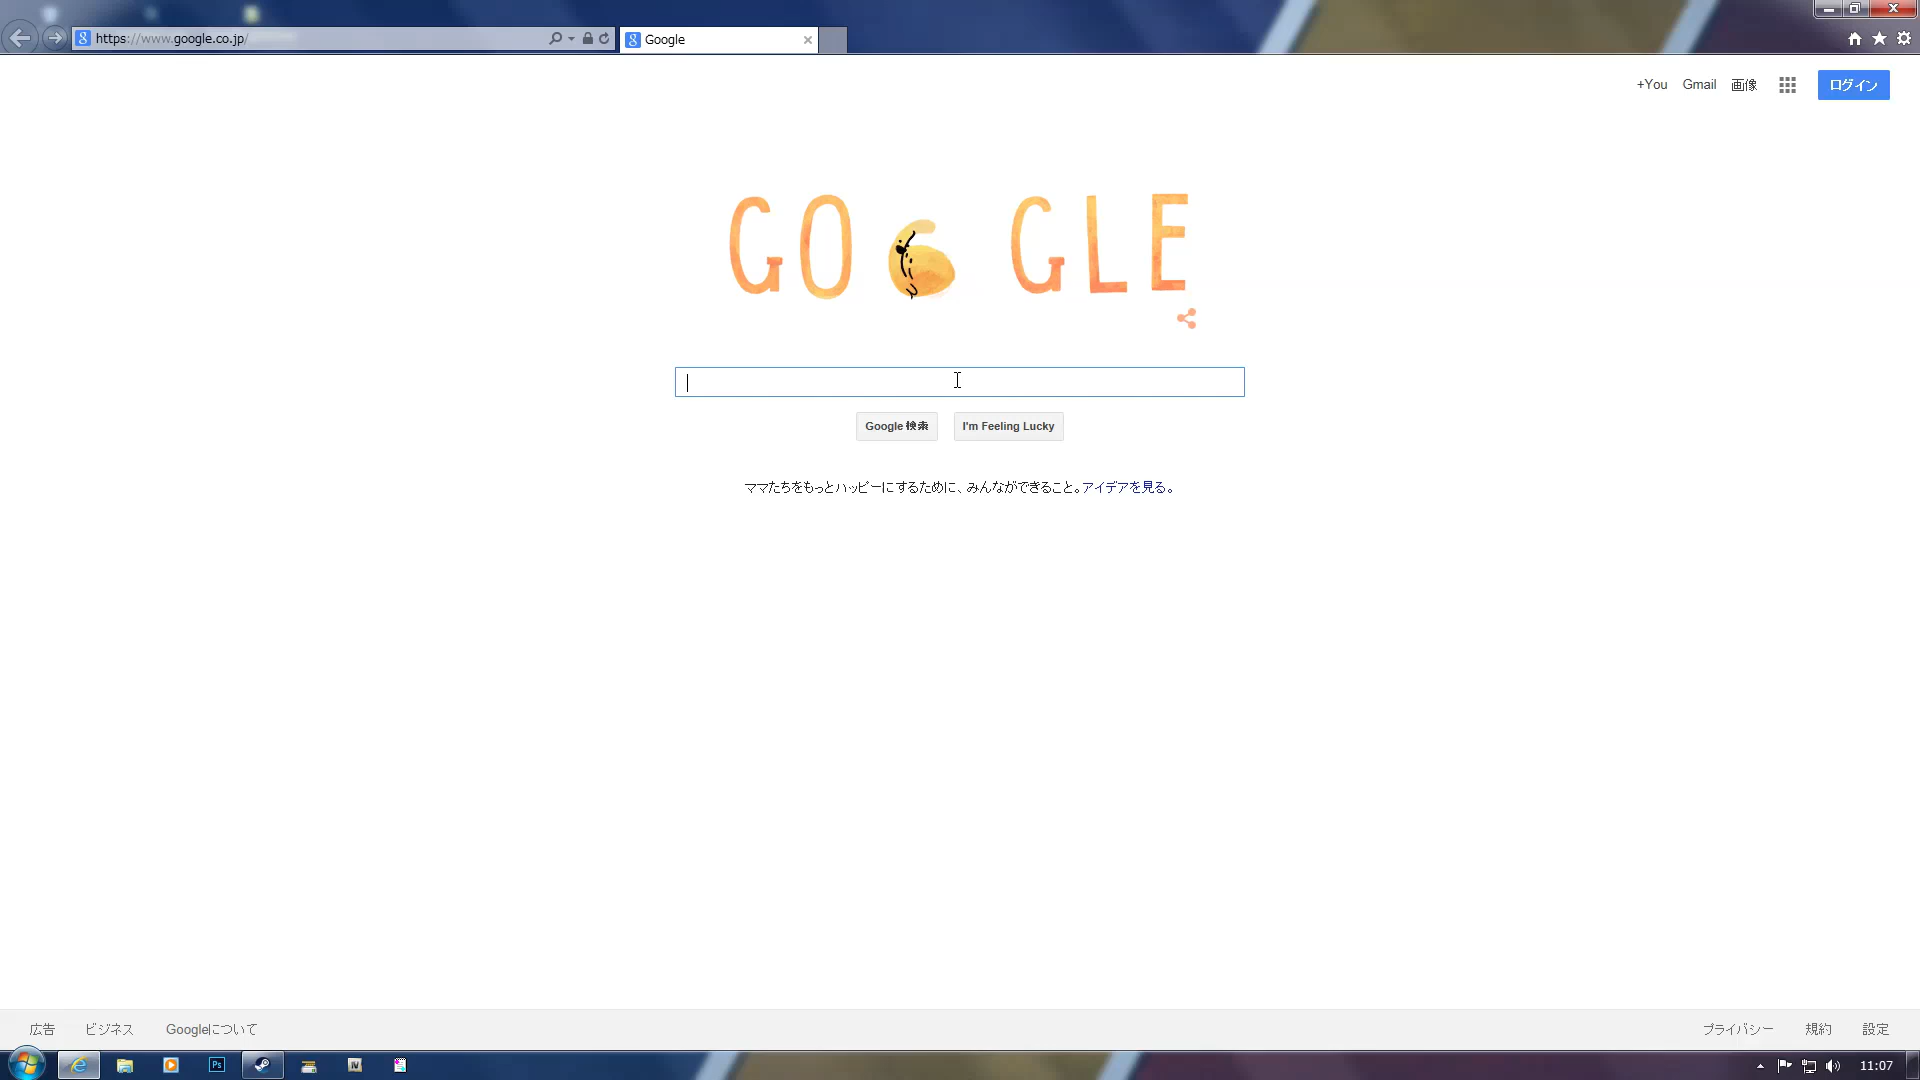 https://www.google.co.jp/
Google
+You Gmail 画像 ログイン
GO GLE
Google 検索 I'm Feeling Lucky
ママたちをもっとハッピーにするために、みんなができること。アイデアを見る。
広告 ビジネス Googleについて プライバシー 規約 設定
Ps IV 11:07